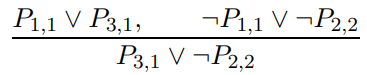 P₁,₁ ∨ P₃,₁, ¬P₁,₁ ∨ ¬P₂,₂
P₃,₁ ∨ ¬P₂,₂